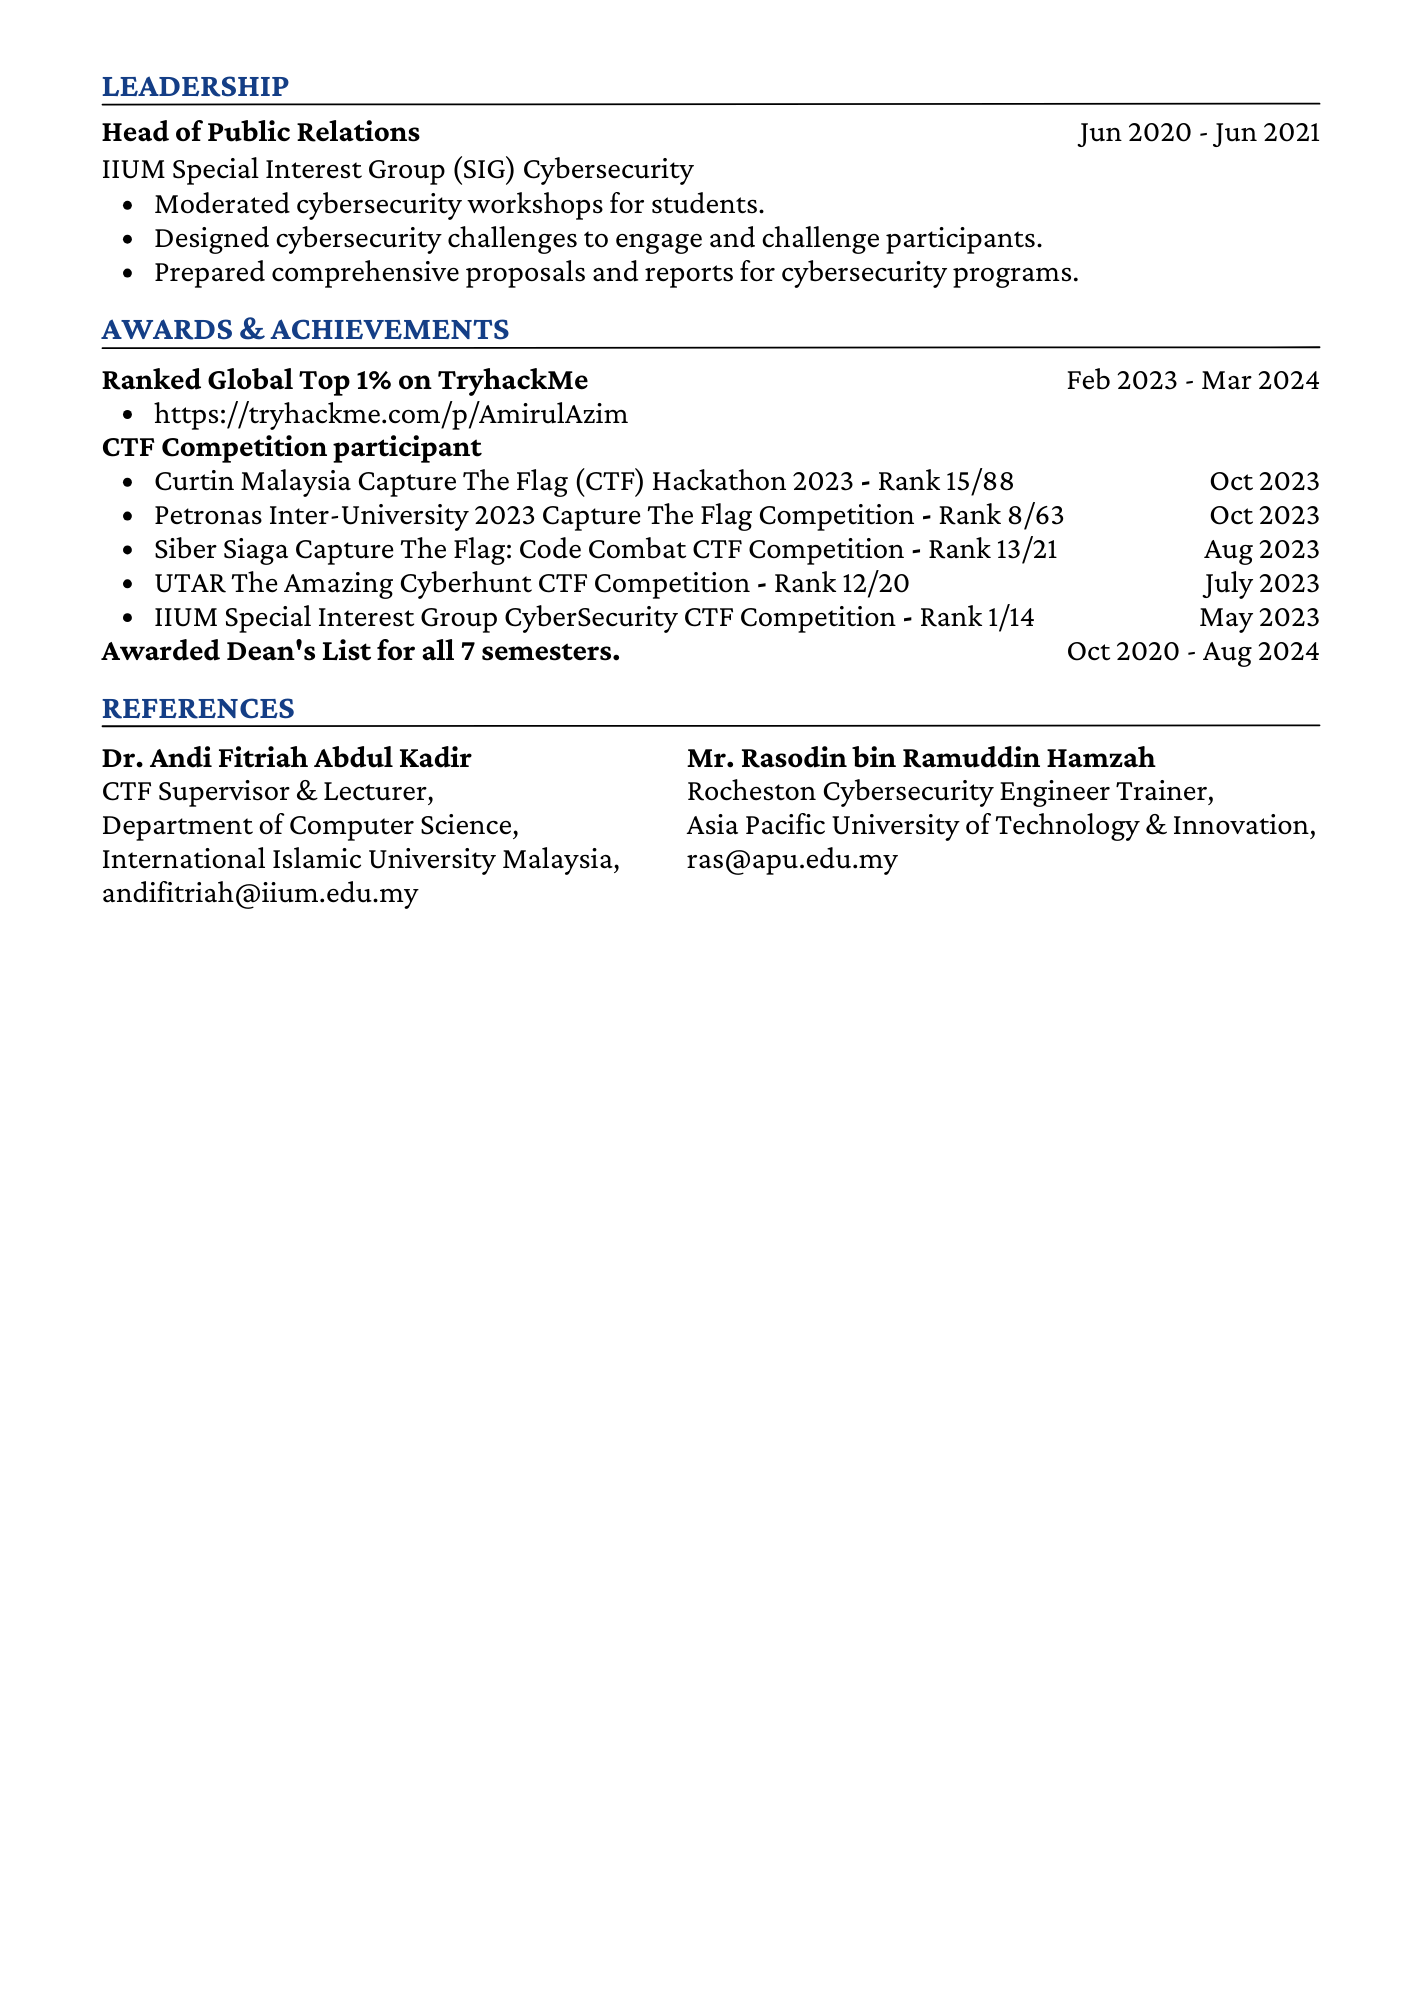 LEADERSHIP
Head of Public Relations Jun 2020 - Jun 2021
IIUM Special Interest Group (SIG) Cybersecurity
• Moderated cybersecurity workshops for students.
• Designed cybersecurity challenges to engage and challenge participants.
• Prepared comprehensive proposals and reports for cybersecurity programs.
AWARDS & ACHIEVEMENTS
Ranked Global Top 1% on TryhackMe Feb 2023 - Mar 2024
• https://tryhackme.com/p/AmirulAzim
CTF Competition participant
• Curtin Malaysia Capture The Flag (CTF) Hackathon 2023 - Rank 15/88 Oct 2023
• Petronas Inter-University 2023 Capture The Flag Competition - Rank 8/63 Oct 2023
• Siber Siaga Capture The Flag: Code Combat CTF Competition - Rank 13/21 Aug 2023
• UTAR The Amazing Cyberhunt CTF Competition - Rank 12/20 July 2023
• IIUM Special Interest Group CyberSecurity CTF Competition - Rank 1/14 May 2023
Awarded Dean's List for all 7 semesters. Oct 2020 - Aug 2024
REFERENCES
Dr. Andi Fitriah Abdul Kadir
CTF Supervisor & Lecturer,
Department of Computer Science,
International Islamic University Malaysia,
andifitriah@iium.edu.my
Mr. Rasodin bin Ramuddin Hamzah
Rocheston Cybersecurity Engineer Trainer,
Asia Pacific University of Technology & Innovation,
ras@apu.edu.my